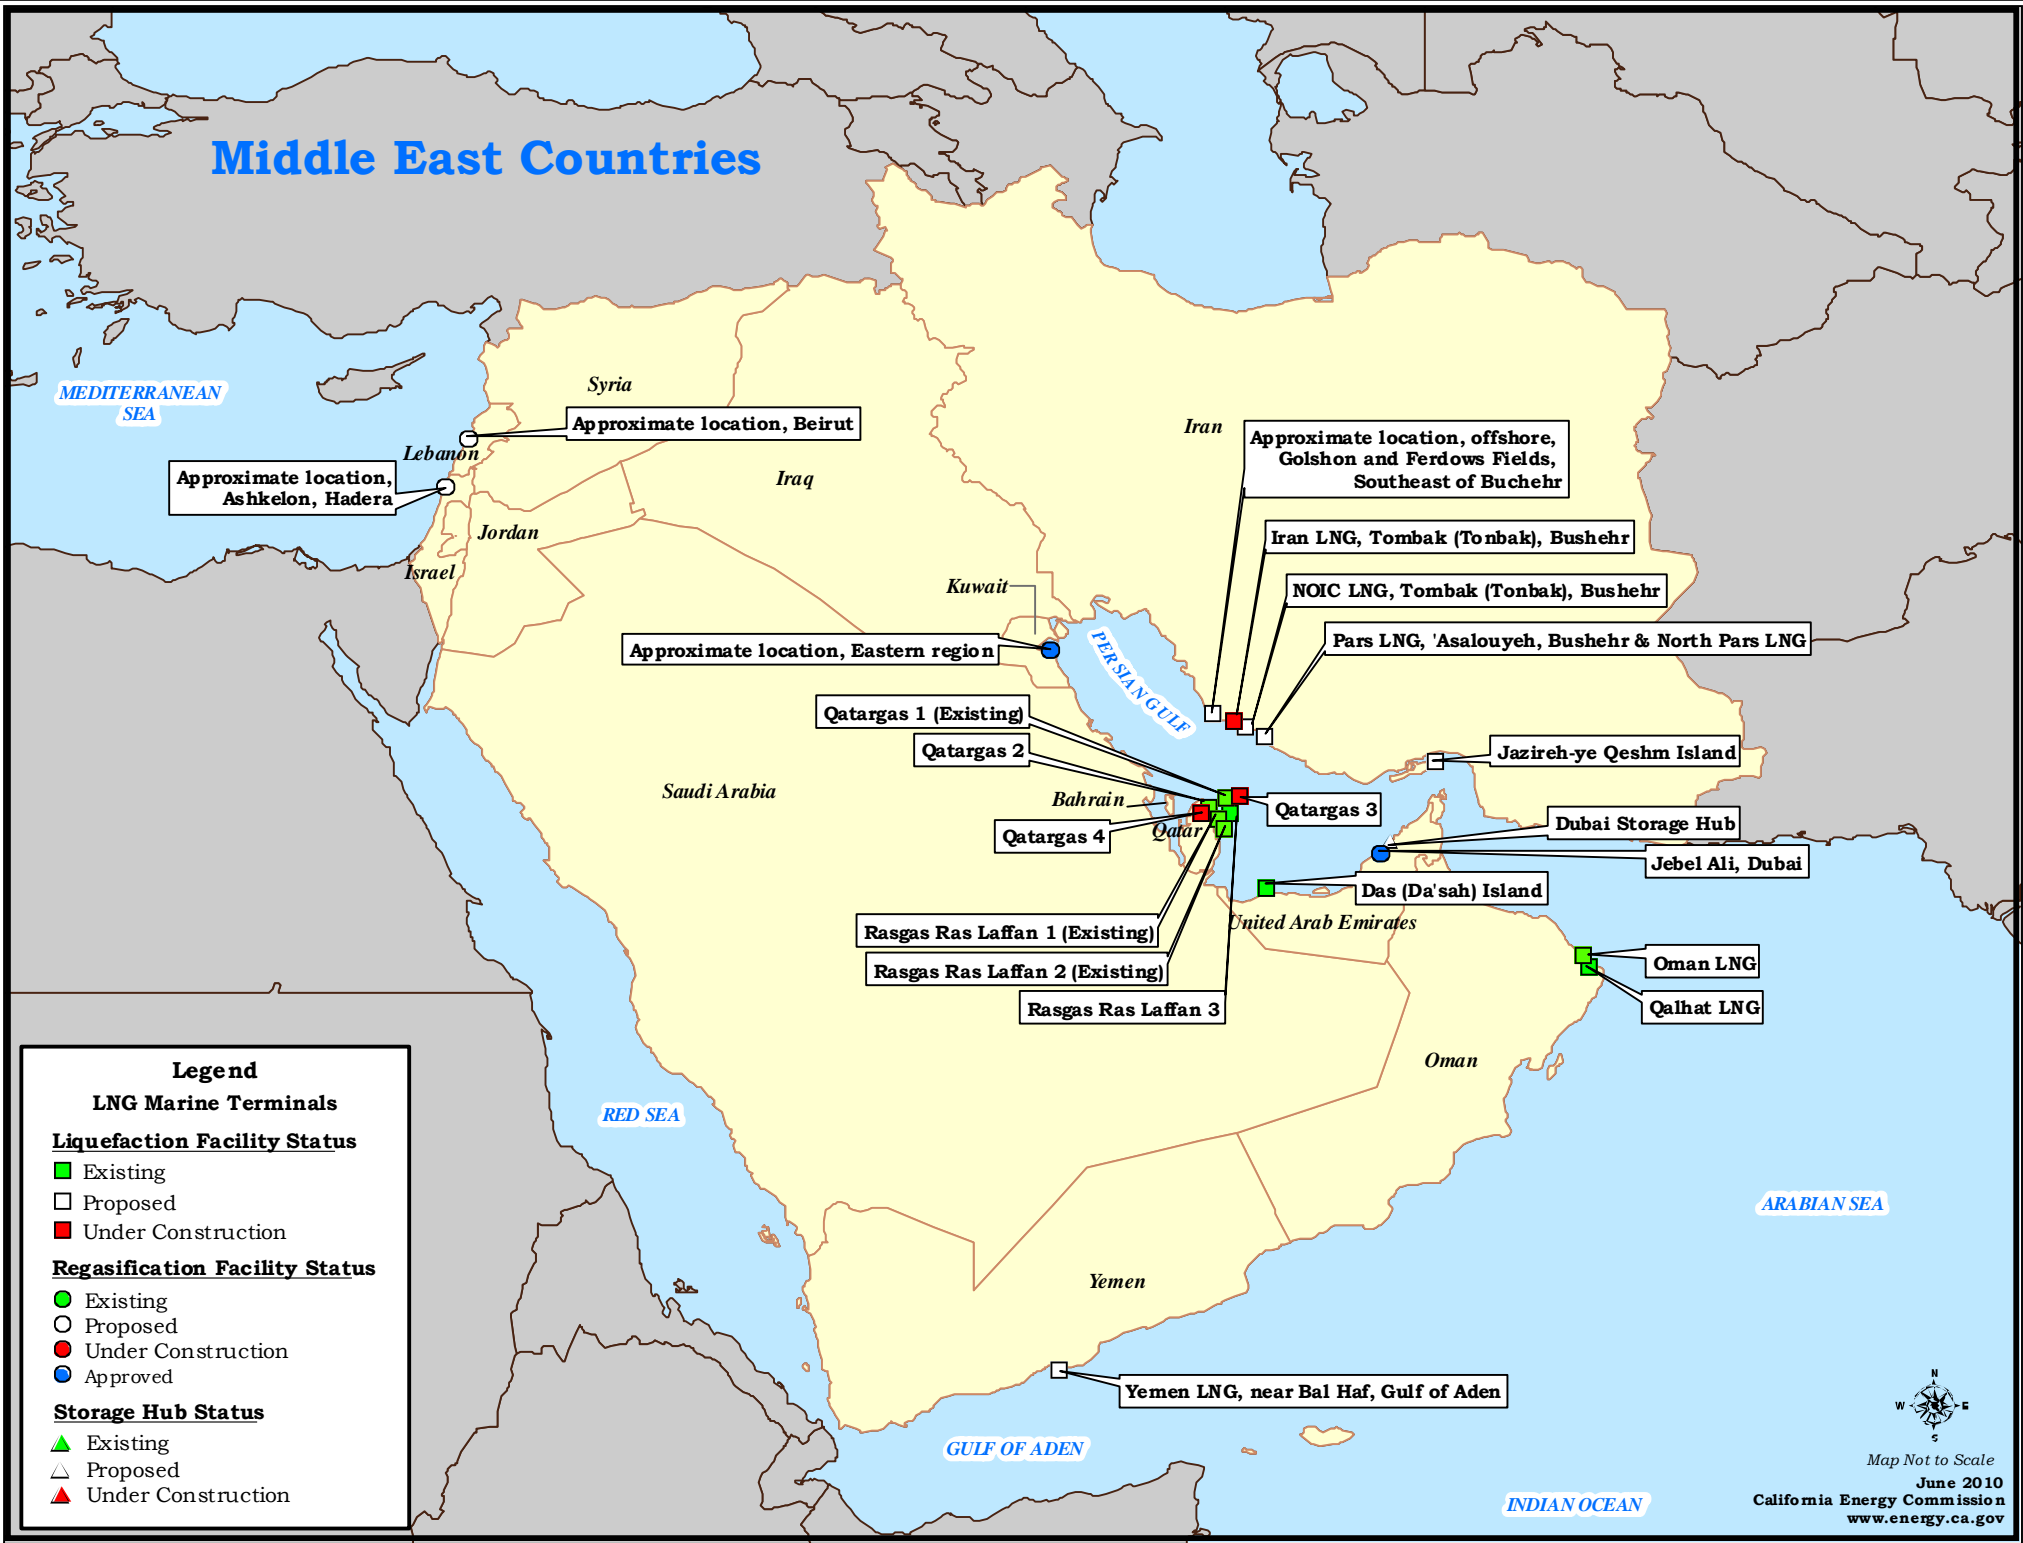 Middle East Countries
MEDITERRANEAN
SEA
Syria
Approximate location, Beirut
Lebanon
Approximate location,
Ashkelon, Hadera
Iraq
Iran
Approximate location, offshore,
Golshon and Ferdows Fields,
Southeast of Buchehr
Jordan
Iran LNG, Tombak (Tonbak), Bushehr
Israel
Kuwait
NOIC LNG, Tombak (Tonbak), Bushehr
Approximate location, Eastern region
PERSIAN GULF
Pars LNG, 'Asalouyeh, Bushehr & North Pars LNG
Qatargas 1 (Existing)
Qatargas 2
Jazireh-ye Qeshm Island
Saudi Arabia
Bahrain
Qatargas 3
Qatargas 4
Qatar
Dubai Storage Hub
Jebel Ali, Dubai
Das (Da'sah) Island
United Arab Emirates
Rasgas Ras Laffan 1 (Existing)
Rasgas Ras Laffan 2 (Existing)
Rasgas Ras Laffan 3
Oman LNG
Qalhat LNG
Oman
RED SEA
ARABIAN SEA
Yemen
Yemen LNG, near Bal Haf, Gulf of Aden
GULF OF ADEN
INDIAN OCEAN
Legend
LNG Marine Terminals
Liquefaction Facility Status
Existing
Proposed
Under Construction
Regasification Facility Status
Existing
Proposed
Under Construction
Approved
Storage Hub Status
Existing
Proposed
Under Construction
N
W E
S
Map Not to Scale
June 2010
California Energy Commission
www.energy.ca.gov